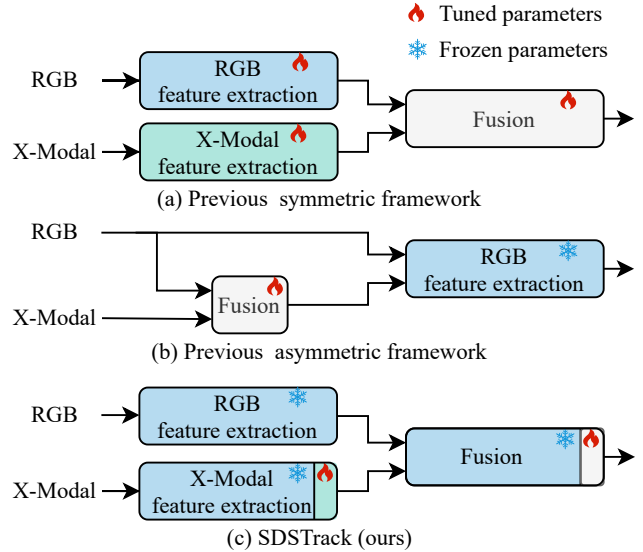 Tuned parameters
Frozen parameters
RGB
RGB
feature extraction
X-Modal
X-Modal
feature extraction
Fusion
(a) Previous symmetric framework
RGB
X-Modal
Fusion
RGB
feature extraction
(b) Previous asymmetric framework
RGB
RGB
feature extraction
X-Modal
X-Modal
feature extraction
Fusion
(c) SDSTrack (ours)